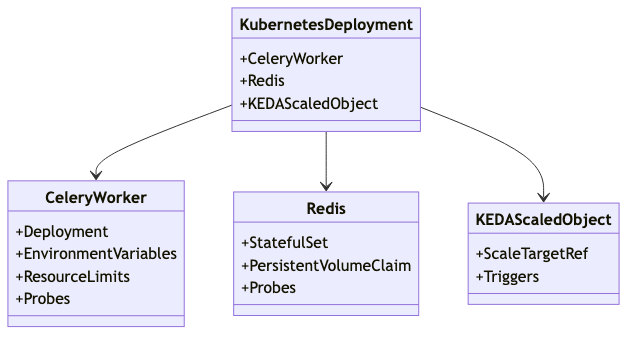 KubernetesDeployment
+CeleryWorker
+Redis
+KEDAScaledObject
CeleryWorker
+Deployment
+EnvironmentVariables
+ResourceLimits
+Probes
Redis
+StatefulSet
+PersistentVolumeClaim
+Probes
KEDAScaledObject
+ScaleTargetRef
+Triggers